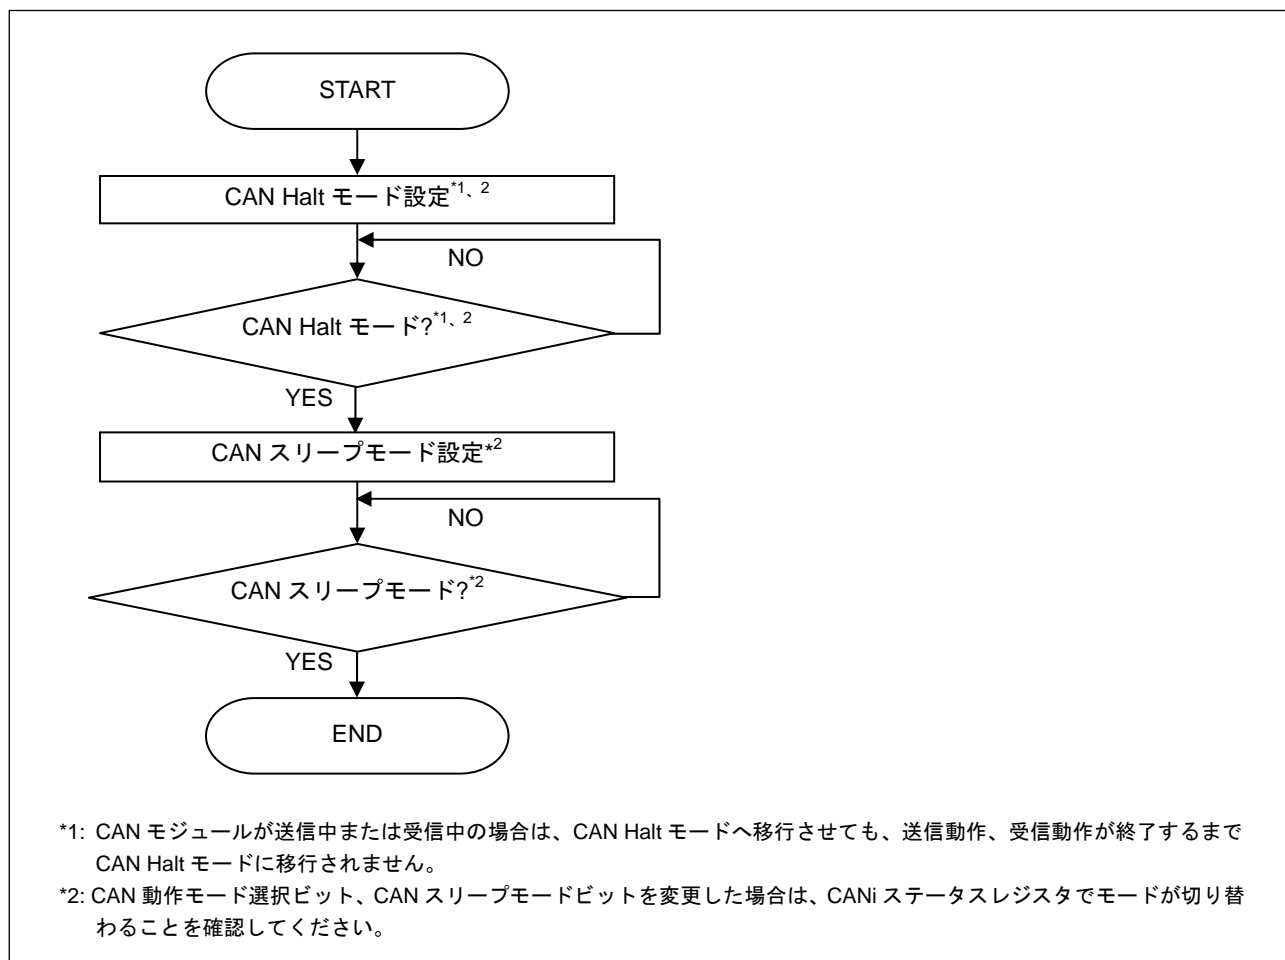 START
CAN Halt モード設定*1、2
NO
CAN Halt モード?*1、2
YES
CAN スリープモード設定*2
NO
CAN スリープモード?*2
YES
END
*1: CAN モジュールが送信中または受信中の場合は、CAN Halt モードへ移行させても、送信動作、受信動作が終了するまで
CAN Halt モードに移行されません。
*2: CAN 動作モード選択ビット、CAN スリープモードビットを変更した場合は、CANi ステータスレジスタでモードが切り替
わることを確認してください。